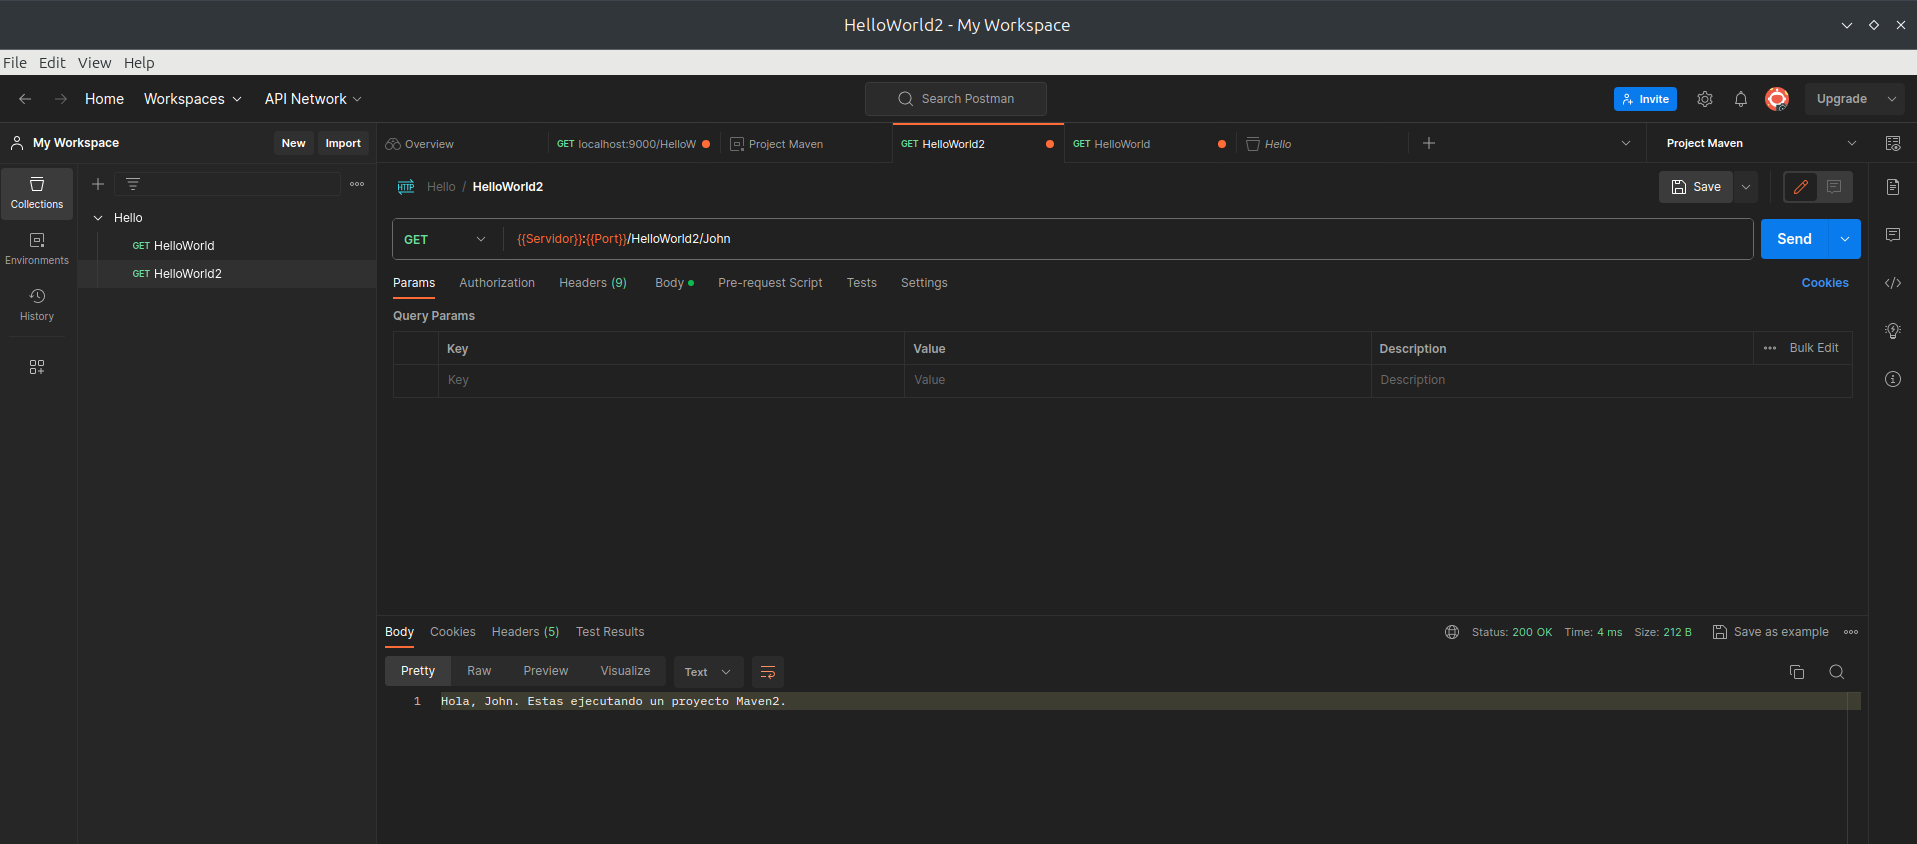 HelloWorld2 - My Workspace
File Edit View Help
Home Workspaces API Network Search Postman Invite Upgrade
My Workspace New Import Overview GET localhost:9000/HelloW Project Maven GET HelloWorld2 GET HelloWorld Hello Project Maven
Collections
Environments
History
Hello
GET HelloWorld
GET HelloWorld2
HTTP Hello / HelloWorld2 Save
GET {{Servidor}}:{{Port}}/HelloWorld2/John Send
Params Authorization Headers (9) Body Pre-request Script Tests Settings Cookies
Query Params
Key Value Description Bulk Edit
Key Value Description
Body Cookies Headers (5) Test Results Status: 200 OK Time: 4 ms Size: 212 B Save as example
Pretty Raw Preview Visualize Text
1 Hola, John. Estas ejecutando un proyecto Maven2.